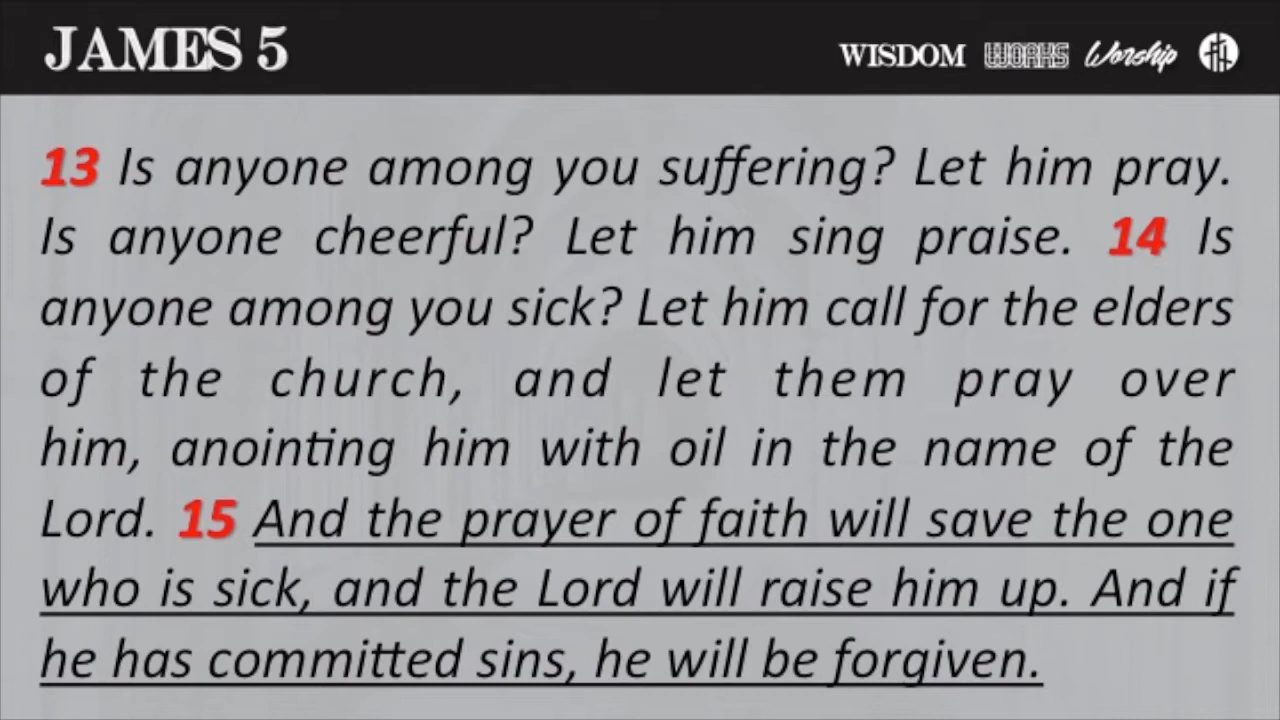 JAMES 5
WISDOM WORKS Worship
13 Is anyone among you suffering? Let him pray.
Is anyone cheerful? Let him sing praise. 14 Is
anyone among you sick? Let him call for the elders
of the church, and let them pray over
him, anointing him with oil in the name of the
Lord. 15 And the prayer of faith will save the one
who is sick, and the Lord will raise him up. And if
he has committed sins, he will be forgiven.